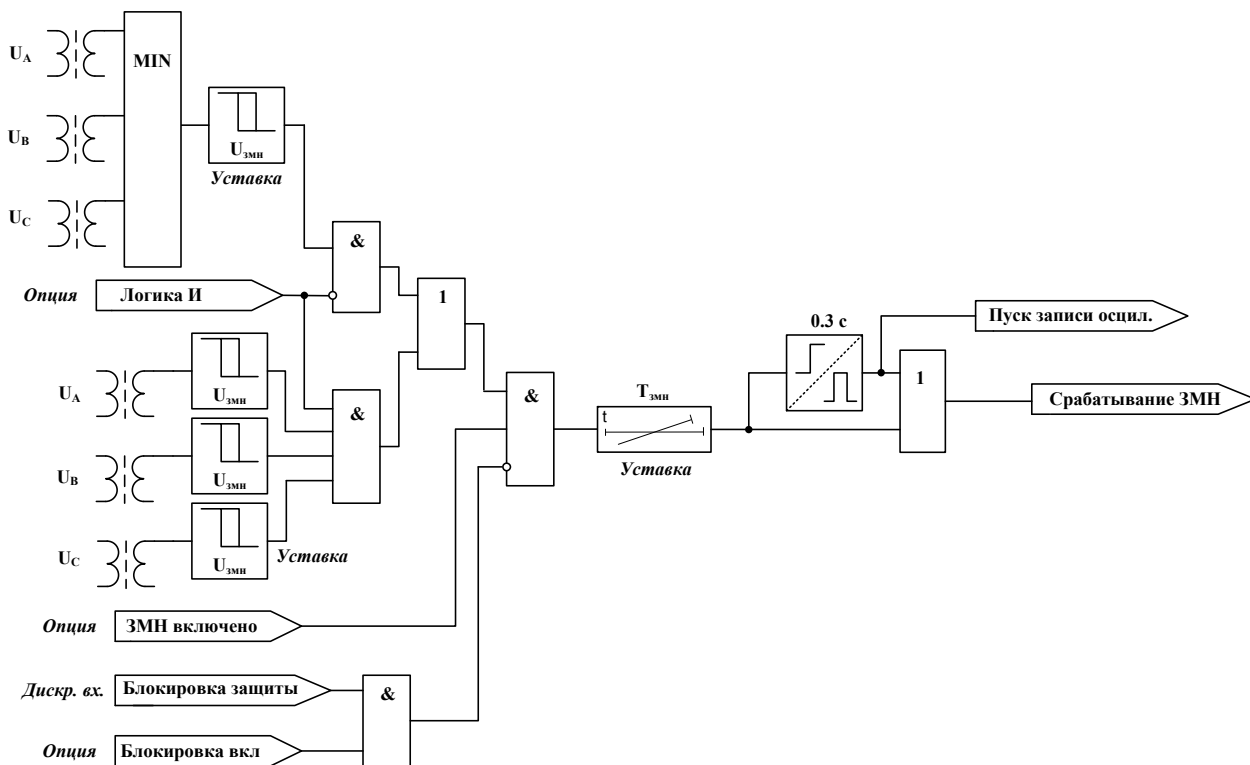 U_A
MIN
U_B
U_змн
Уставка
U_C
&
Опция
Логика И
1
0.3 с
Пуск записи осцил.
U_A
U_змн
&
&
T_змн
t
Уставка
1
Срабатывание ЗМН
U_B
U_змн
U_C
U_змн
Уставка
Опция
ЗМН включено
Дискр. вх.
Блокировка защиты
&
Опция
Блокировка вкл